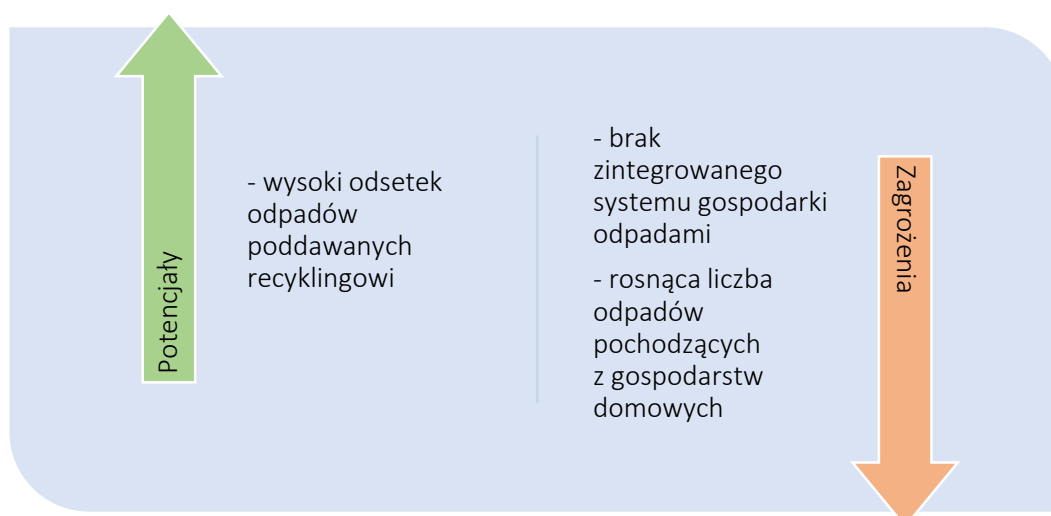 Potencjały
- wysoki odsetek
odpadów
poddawanych
recyklingowi
- brak
zintegrowanego
systemu gospodarki
odpadami
- rosnąca liczba
odpadów
pochodzących
z gospodarstw
domowych
Zagrożenia